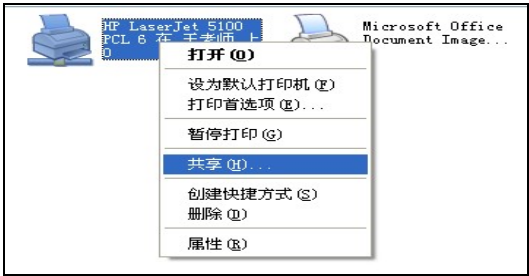 HP LaserJet 5100
PCL 6 在 王老师 上
0
Microsoft Office
Document Image...
打开(O)
设为默认打印机(F)
打印首选项(E)...
暂停打印(G)
共享(H)...
创建快捷方式(S)
删除(D)
属性(R)